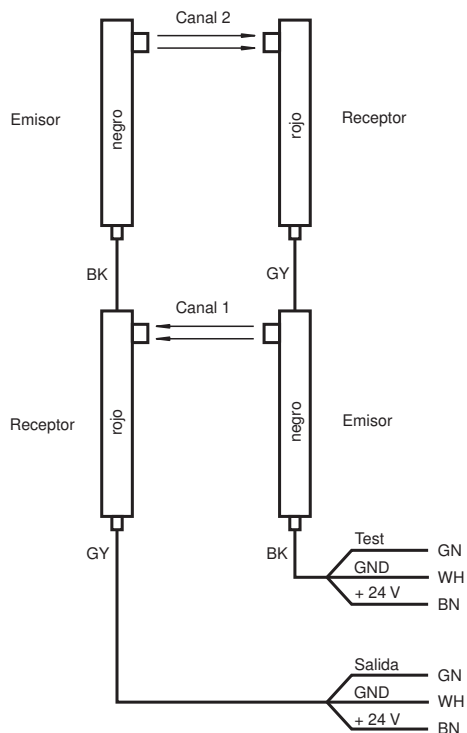 Canal 2
Emisor
negro
rojo
Receptor
BK
GY
Canal 1
Receptor
rojo
negro
Emisor
GY
BK
Test
GN
GND
WH
+ 24 V
BN
Salida
GN
GND
WH
+ 24 V
BN